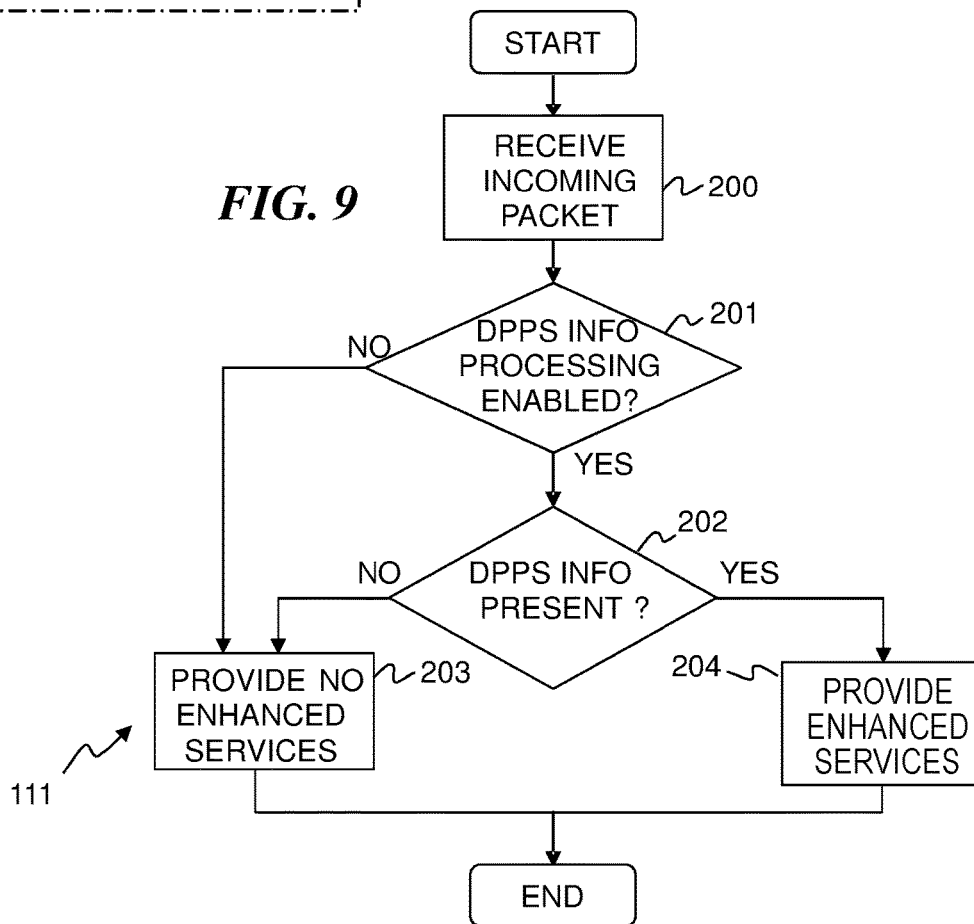 START
RECEIVE
INCOMING
PACKET
200
FIG. 9
201
DPPS INFO
PROCESSING
ENABLED?
NO
YES
202
DPPS INFO
PRESENT ?
NO
YES
203
PROVIDE NO
ENHANCED
SERVICES
204
PROVIDE
ENHANCED
SERVICES
111
END